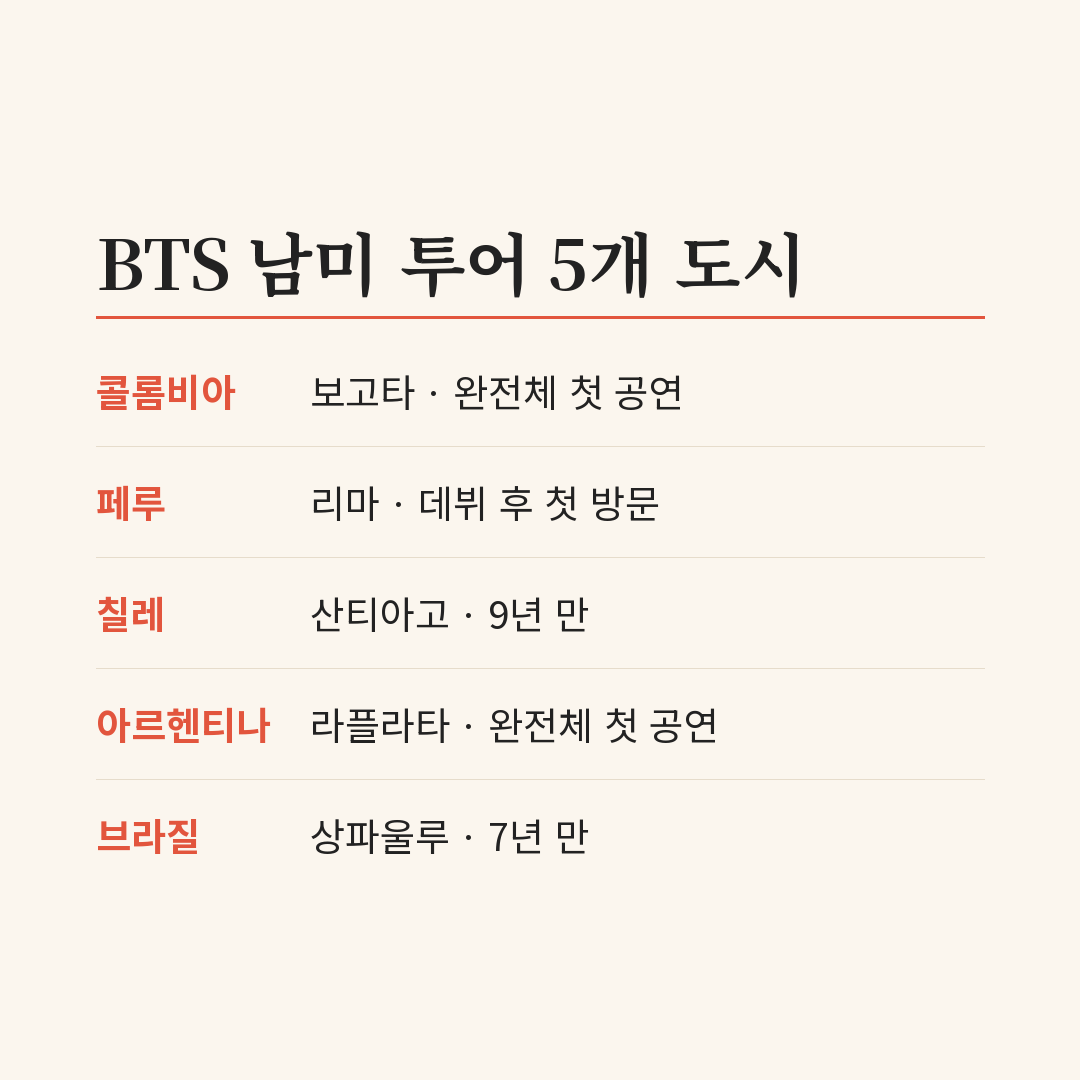 BTS 남미 투어 5개 도시
콜롬비아 보고타 · 완전체 첫 공연
페루 리마 · 데뷔 후 첫 방문
칠레 산티아고 · 9년 만
아르헨티나 라플라타 · 완전체 첫 공연
브라질 상파울루 · 7년 만